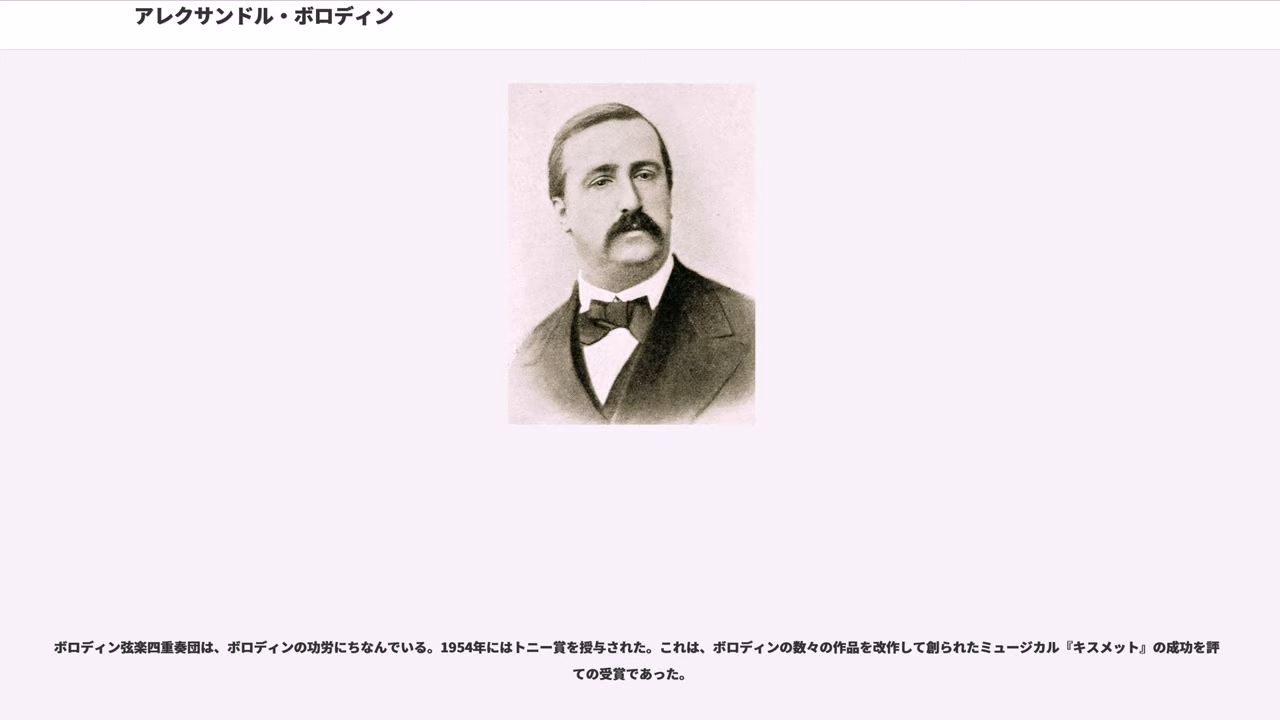 アレクサンドル・ボロディン
ボロディン弦楽四重奏団は、ボロディンの功労にちなんでいる。1954年にはトニー賞を授与された。これは、ボロディンの数々の作品を改作して創られたミュージカル『キスメット』の成功を評
ての受賞であった。